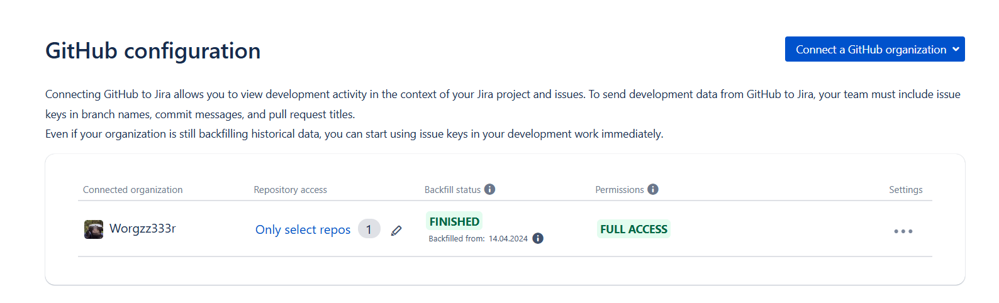 GitHub configuration
Connect a GitHub organization
Connecting GitHub to Jira allows you to view development activity in the context of your Jira project and issues. To send development data from GitHub to Jira, your team must include issue
keys in branch names, commit messages, and pull request titles.
Even if your organization is still backfilling historical data, you can start using issue keys in your development work immediately.
Connected organization Repository access Backfill status Permissions Settings
Worgzz333r Only select repos 1 FINISHED FULL ACCESS
Backfilled from: 14.04.2024